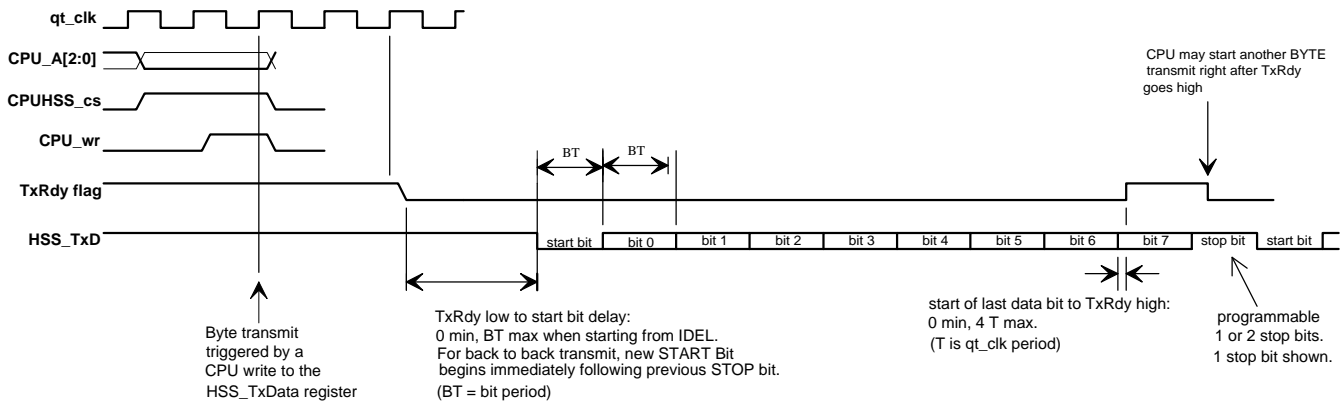 qt_clk
CPU_A[2:0]
CPUHSS_cs
CPU_wr
TxRdy flag
HSS_TxD
CPU may start another BYTE
transmit right after TxRdy
goes high
BT
BT
start bit
bit 0
bit 1
bit 2
bit 3
bit 4
bit 5
bit 6
bit 7
stop bit
start bit
Byte transmit
triggered by a
CPU write to the
HSS_TxData register
TxRdy low to start bit delay:
0 min, BT max when starting from IDEL.
For back to back transmit, new START Bit
begins immediately following previous STOP bit.
(BT = bit period)
start of last data bit to TxRdy high:
0 min, 4 T max.
(T is qt_clk period)
programmable
1 or 2 stop bits.
1 stop bit shown.